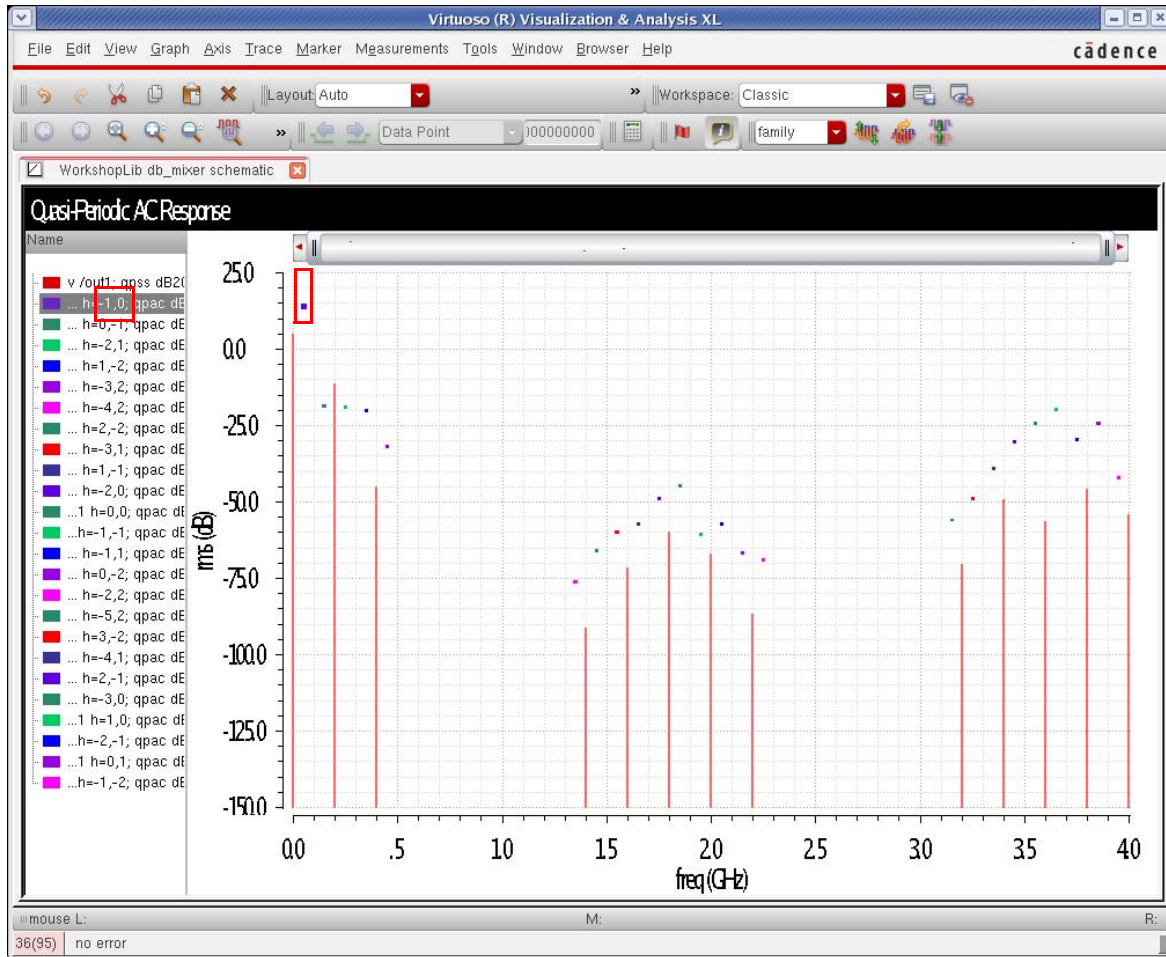 Virtuoso (R) Visualization & Analysis XL
File Edit View Graph Axis Trace Marker Measurements Tools Window Browser Help
cādence
Layout: Auto » Workspace: Classic
» Data Point 00000000 family
WorkshopLib db_mixer schematic
Quasi-Periodic AC Response
Name
v /out1; qpss dB20
... h=-1,0; qpac dB
... h=0,-1; qpac dB
... h=-2,1; qpac dB
... h=1,-2; qpac dB
... h=-3,2; qpac dB
... h=-4,2; qpac dB
... h=2,-2; qpac dB
... h=-3,1; qpac dB
... h=1,-1; qpac dB
... h=-2,0; qpac dB
...1 h=0,0; qpac dB
...h=-1,-1; qpac dB
... h=-1,1; qpac dB
... h=0,-2; qpac dB
... h=-2,2; qpac dB
... h=-5,2; qpac dB
... h=3,-2; qpac dB
... h=-4,1; qpac dB
... h=2,-1; qpac dB
... h=-3,0; qpac dB
...1 h=1,0; qpac dB
...h=-2,-1; qpac dB
...1 h=0,1; qpac dB
...h=-1,-2; qpac dB
25.0
0.0
-25.0
-50.0
-75.0
-100.0
-125.0
-150.0
rms (dB)
0.0 .5 1.0 1.5 2.0 2.5 3.0 3.5 4.0
freq (GHz)
mouse L: M: R:
36(95) no error